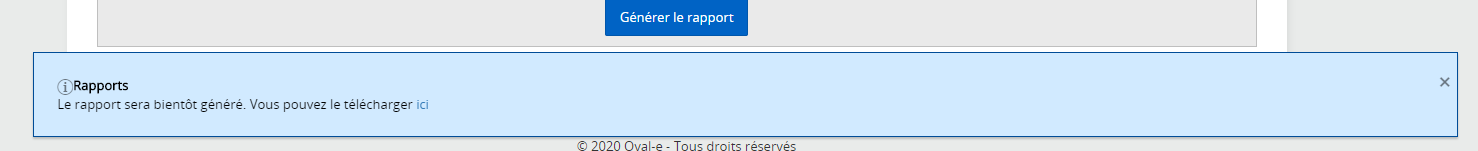 Générer le rapport
Rapports
Le rapport sera bientôt généré. Vous pouvez le télécharger ici
© 2020 Oval-e - Tous droits réservés